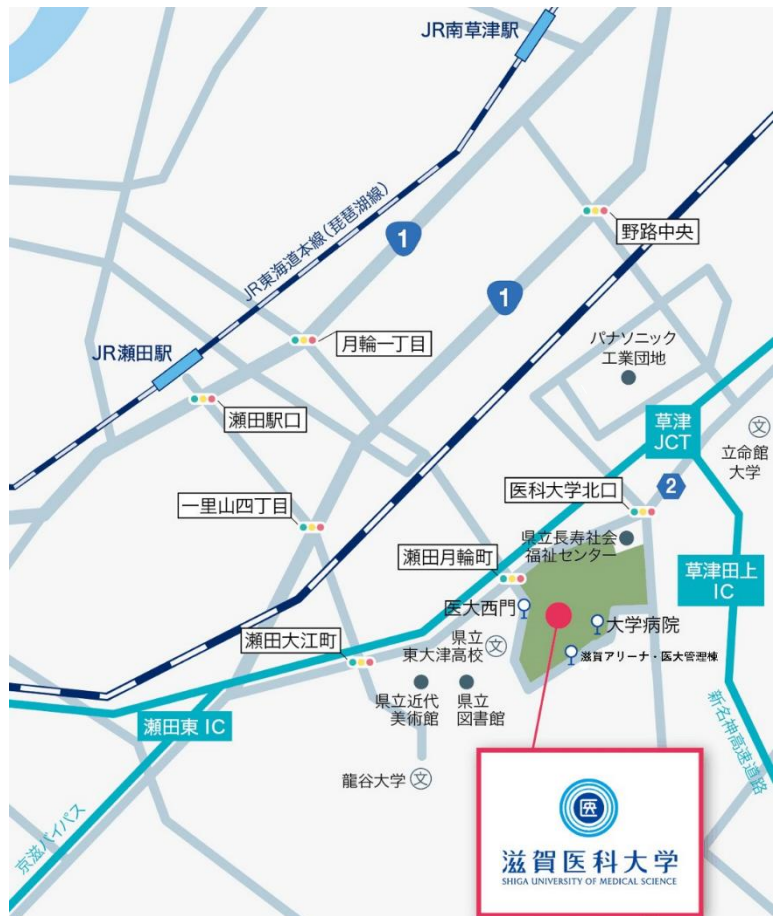 JR南草津駅
JR東海道本線(琵琶湖線)
1
野路中央
1
月輪一丁目
JR瀬田駅
パナソニック
工業団地
瀬田駅口
草津
JCT
文
立命館
大学
2
医科大学北口
一里山四丁目
県立長寿社会
福祉センター
瀬田月輪町
草津田上
IC
医大西門
大学病院
瀬田大江町
県立
東大津高校
文
滋賀アリーナ・医大管理棟
県立近代
美術館
県立
図書館
瀬田東 IC
新名神高速道路
龍谷大学
文
京滋バイパス
医
滋賀医科大学
SHIGA UNIVERSITY OF MEDICAL SCIENCE